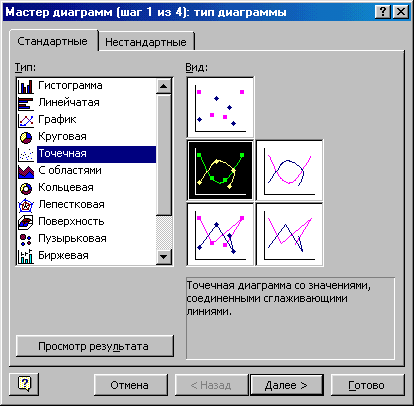 Мастер диаграмм (шаг 1 из 4): тип диаграммы
Стандартные
Нестандартные
Тип:
Вид:
Гистограмма
Линейчатая
График
Круговая
Точечная
С областями
Кольцевая
Лепестковая
Поверхность
Пузырьковая
Биржевая
Точечная диаграмма со значениями,
соединенными сглаживающими
линиями.
Просмотр результата
Отмена
< Назад
Далее >
Готово